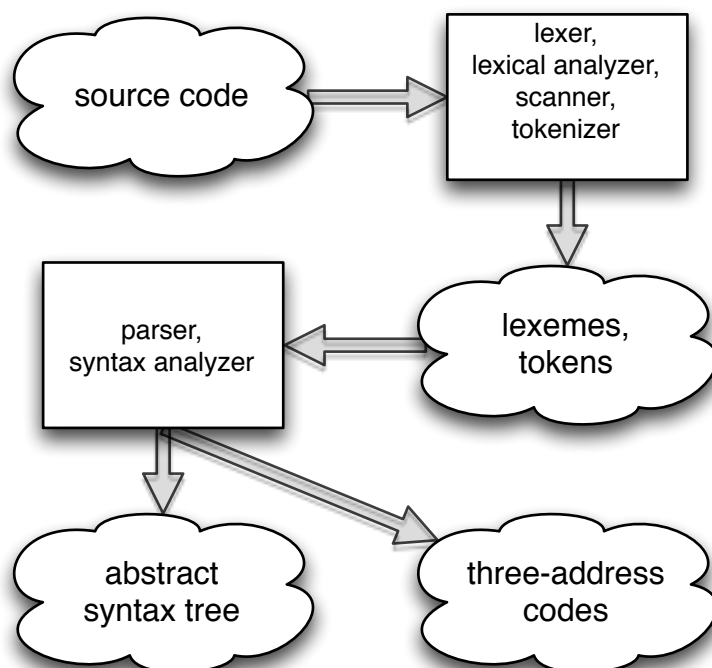 source code
lexer,
lexical analyzer,
scanner,
tokenizer
lexemes,
tokens
parser,
syntax analyzer
abstract
syntax tree
three-address
codes